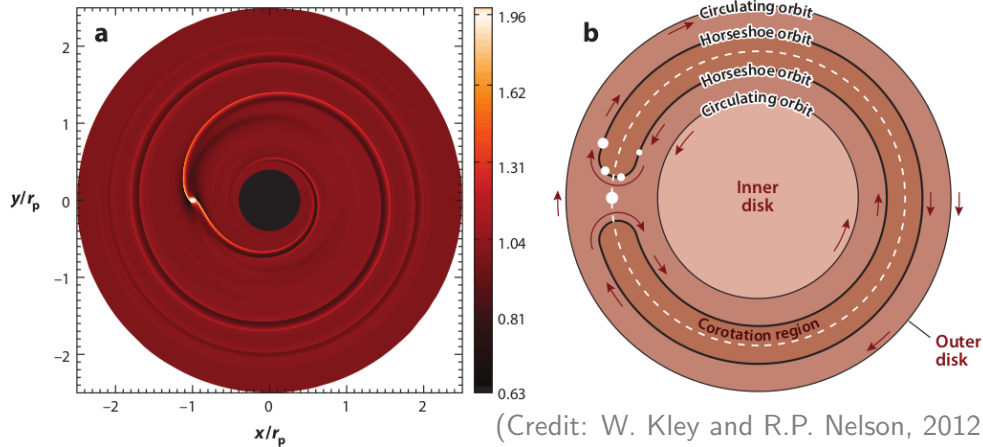 a
2
1
0
−1
−2
y/rp
−2
−1
0
1
2
x/rp
1.96
1.62
1.31
1.04
0.81
0.63
b
Circulating orbit
Horseshoe orbit
Horseshoe orbit
Circulating orbit
Inner
disk
Corotation region
Outer
disk
(Credit: W. Kley and R.P. Nelson, 2012